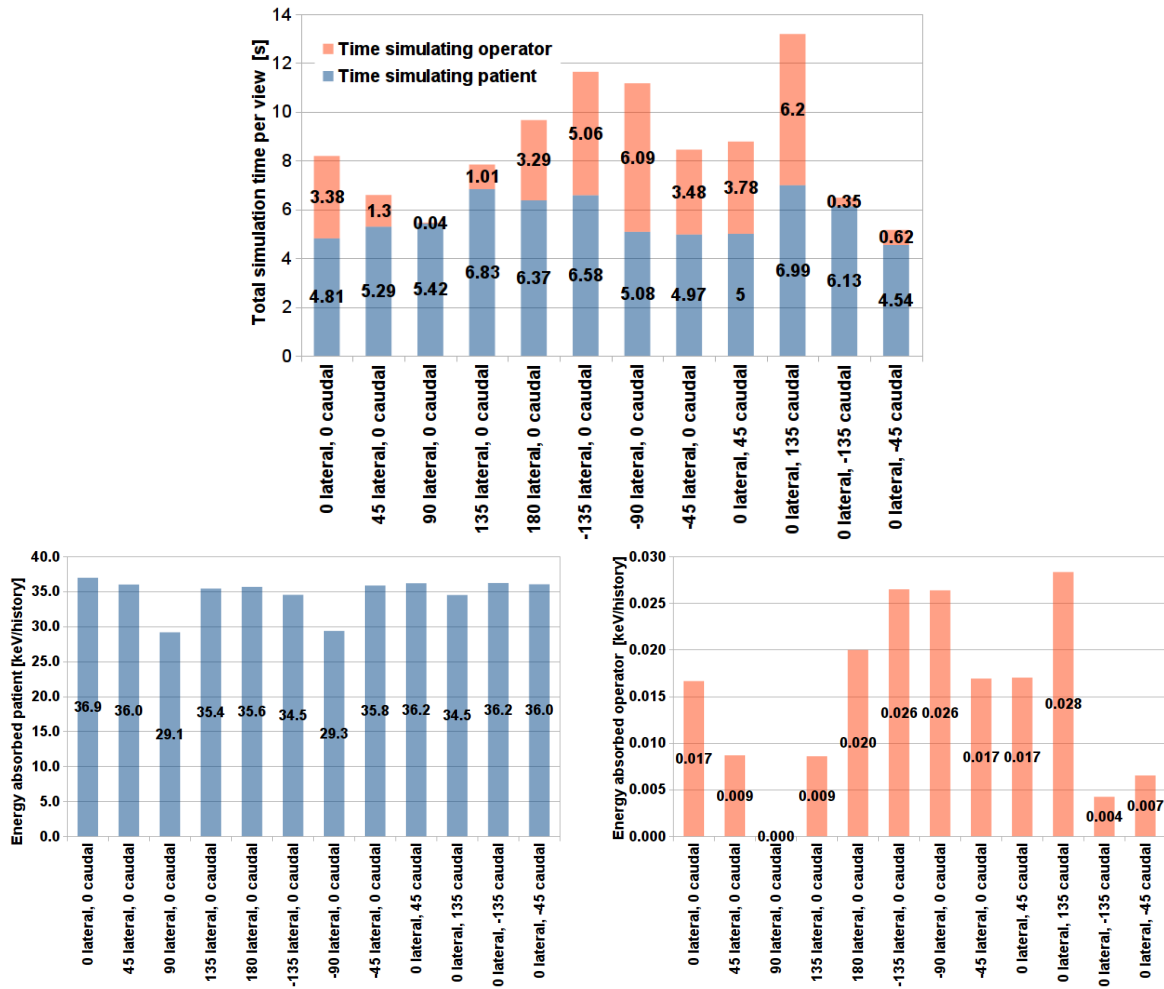 14
12
10
8
6
4
2
0
Total simulation time per view [s]
Time simulating operator
Time simulating patient
3.38
1.3
0.04
1.01
3.29
5.06
6.09
3.48
3.78
6.2
0.35
0.62
4.81
5.29
5.42
6.83
6.37
6.58
5.08
4.97
5
6.99
6.13
4.54
0 lateral, 0 caudal
45 lateral, 0 caudal
90 lateral, 0 caudal
135 lateral, 0 caudal
180 lateral, 0 caudal
-135 lateral, 0 caudal
-90 lateral, 0 caudal
-45 lateral, 0 caudal
0 lateral, 45 caudal
0 lateral, 135 caudal
0 lateral, -135 caudal
0 lateral, -45 caudal
40.0
35.0
30.0
25.0
20.0
15.0
10.0
5.0
0.0
Energy absorbed patient [keV/history]
36.9
36.0
29.1
35.4
35.6
34.5
29.3
35.8
36.2
34.5
36.2
36.0
0 lateral, 0 caudal
45 lateral, 0 caudal
90 lateral, 0 caudal
135 lateral, 0 caudal
180 lateral, 0 caudal
-135 lateral, 0 caudal
-90 lateral, 0 caudal
-45 lateral, 0 caudal
0 lateral, 45 caudal
0 lateral, 135 caudal
0 lateral, -135 caudal
0 lateral, -45 caudal
0.030
0.025
0.020
0.015
0.010
0.005
0.000
Energy absorbed operator [keV/history]
0.017
0.009
0.000
0.009
0.020
0.026
0.026
0.017
0.017
0.028
0.004
0.007
0 lateral, 0 caudal
45 lateral, 0 caudal
90 lateral, 0 caudal
135 lateral, 0 caudal
180 lateral, 0 caudal
-135 lateral, 0 caudal
-90 lateral, 0 caudal
-45 lateral, 0 caudal
0 lateral, 45 caudal
0 lateral, 135 caudal
0 lateral, -135 caudal
0 lateral, -45 caudal